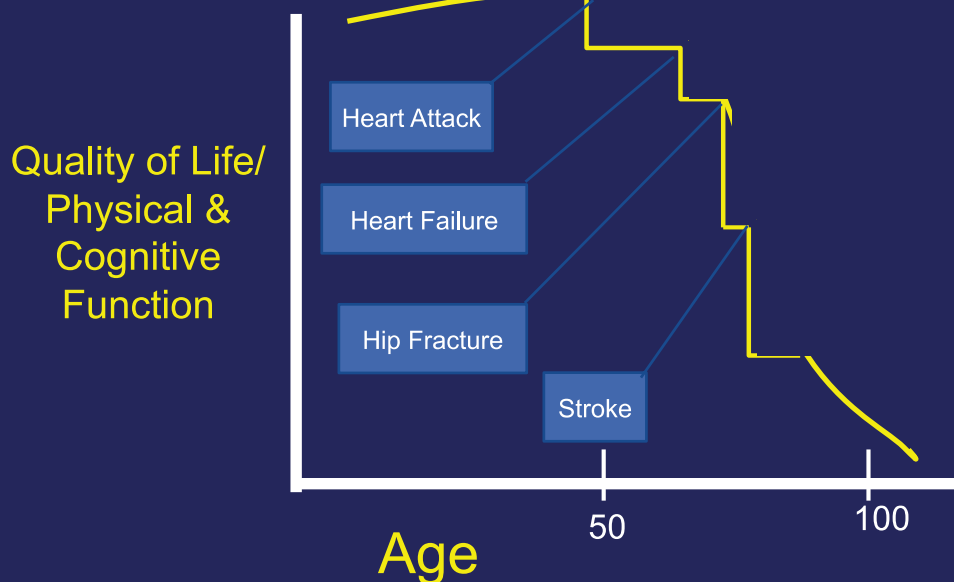 Quality of Life/
Physical &
Cognitive
Function
Heart Attack
Heart Failure
Hip Fracture
Stroke
50
100
Age